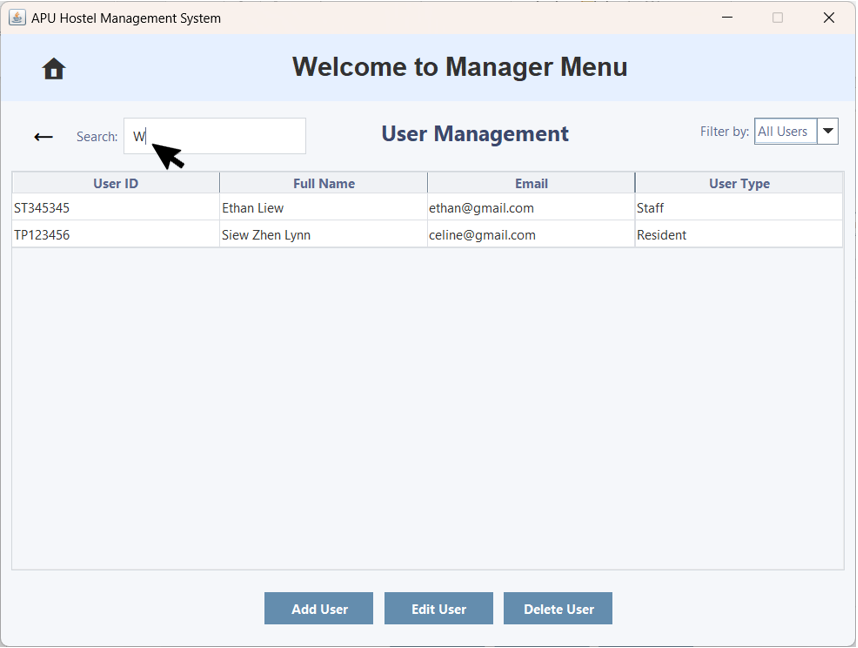 APU Hostel Management System
Welcome to Manager Menu
Search: W User Management Filter by: All Users
User ID Full Name Email User Type
ST345345 Ethan Liew ethan@gmail.com Staff
TP123456 Siew Zhen Lynn celine@gmail.com Resident
Add User Edit User Delete User